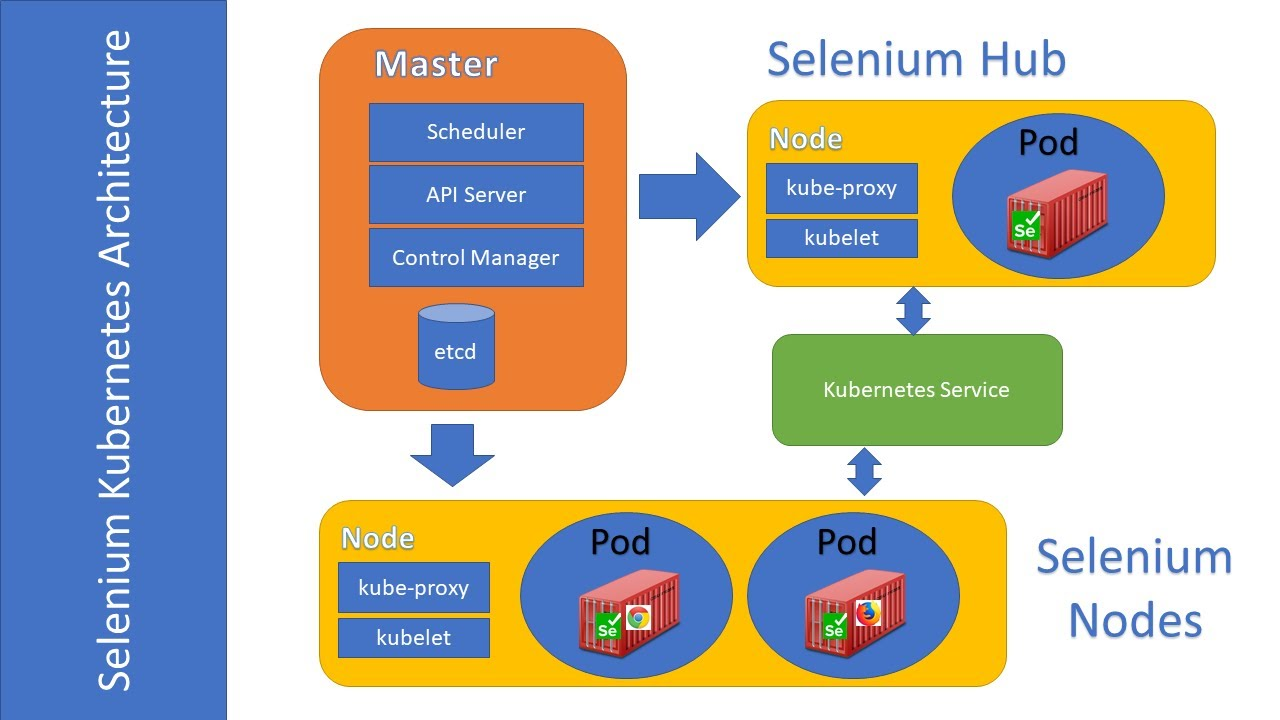 Selenium Kubernetes Architecture
Master
Scheduler
API Server
Control Manager
etcd
Selenium Hub
Node
kube-proxy
kubelet
Pod
Se
Kubernetes Service
Node
kube-proxy
kubelet
Pod
Se
Pod
Se
Selenium
Nodes